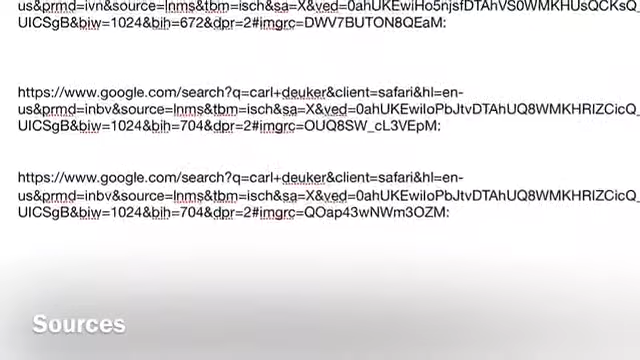 us&prmd=ivn&source=lnms&tbm=isch&sa=X&ved=0ahUKEwiHo5njsfDTAhVS0WMKHUsQCKsQ_
UICSgB&biw=1024&bih=672&dpr=2#imgrc=DWV7BUTON8QEaM:
https://www.google.com/search?q=carl+deuker&client=safari&hl=en-
us&prmd=inbv&source=lnms&tbm=isch&sa=X&ved=0ahUKEwiloPbJtvDTAhUQ8WMKHRlZCicQ_
UICSgB&biw=1024&bih=704&dpr=2#imgrc=OUQ8SW_cL3VEpM:
https://www.google.com/search?q=carl+deuker&client=safari&hl=en-
us&prmd=inbv&source=lnms&tbm=isch&sa=X&ved=0ahUKEwiloPbJtvDTAhUQ8WMKHRlZCicQ_
UICSgB&biw=1024&bih=704&dpr=2#imgrc=QOap43wNWm3OZM:
Sources